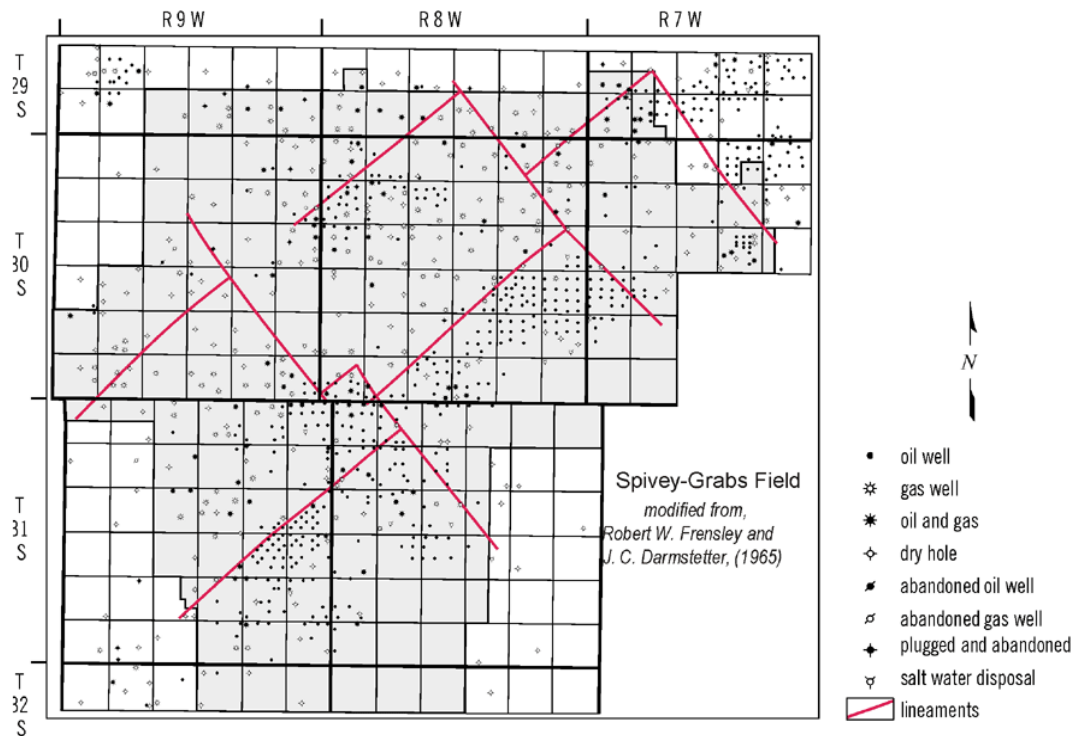 R 9 W R 8 W R 7 W
T
29
S
T
30
S
T
31
S
T
32
S
N
Spivey-Grabs Field
modified from,
Robert W. Frensley and
J. C. Darmstetter, (1965)
oil well
gas well
oil and gas
dry hole
abandoned oil well
abandoned gas well
plugged and abandoned
salt water disposal
lineaments